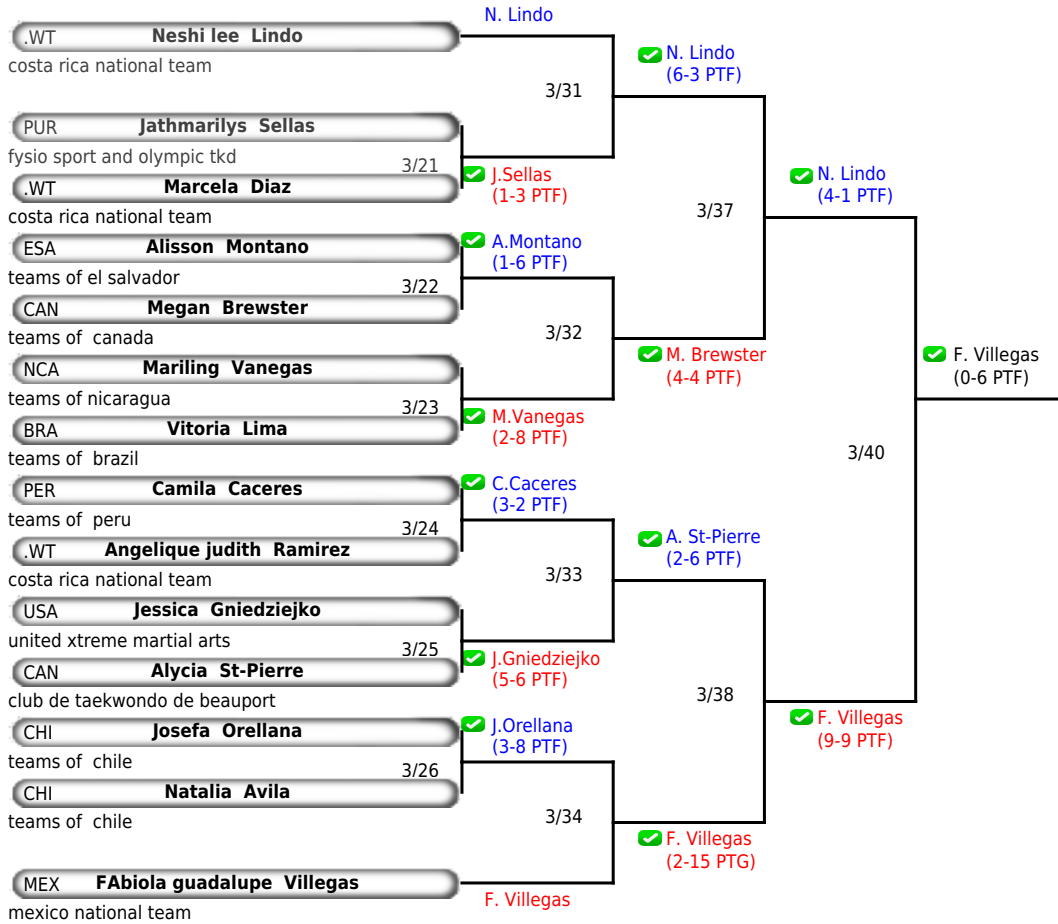 N. Lindo
.WT Neshi lee Lindo
costa rica national team
N. Lindo
(6-3 PTF)
3/31
PUR Jathmarilys Sellas
fysio sport and olympic tkd
3/21
J.Sellas
(1-3 PTF)
.WT Marcela Diaz
costa rica national team
N. Lindo
(4-1 PTF)
3/37
ESA Alisson Montano
teams of el salvador
A.Montano
(1-6 PTF)
3/22
CAN Megan Brewster
teams of canada
3/32
M. Brewster
(4-4 PTF)
F. Villegas
(0-6 PTF)
NCA Mariling Vanegas
teams of nicaragua
3/23
M.Vanegas
(2-8 PTF)
BRA Vitoria Lima
teams of brazil
3/40
PER Camila Caceres
teams of peru
C.Caceres
(3-2 PTF)
3/24
.WT Angelique judith Ramirez
costa rica national team
A. St-Pierre
(2-6 PTF)
3/33
USA Jessica Gniedziejko
united xtreme martial arts
3/25
J.Gniedziejko
(5-6 PTF)
CAN Alycia St-Pierre
club de taekwondo de beauport
3/38
F. Villegas
(9-9 PTF)
CHI Josefa Orellana
teams of chile
J.Orellana
(3-8 PTF)
3/26
CHI Natalia Avila
teams of chile
3/34
F. Villegas
(2-15 PTG)
MEX FAbiola guadalupe Villegas
mexico national team
F. Villegas